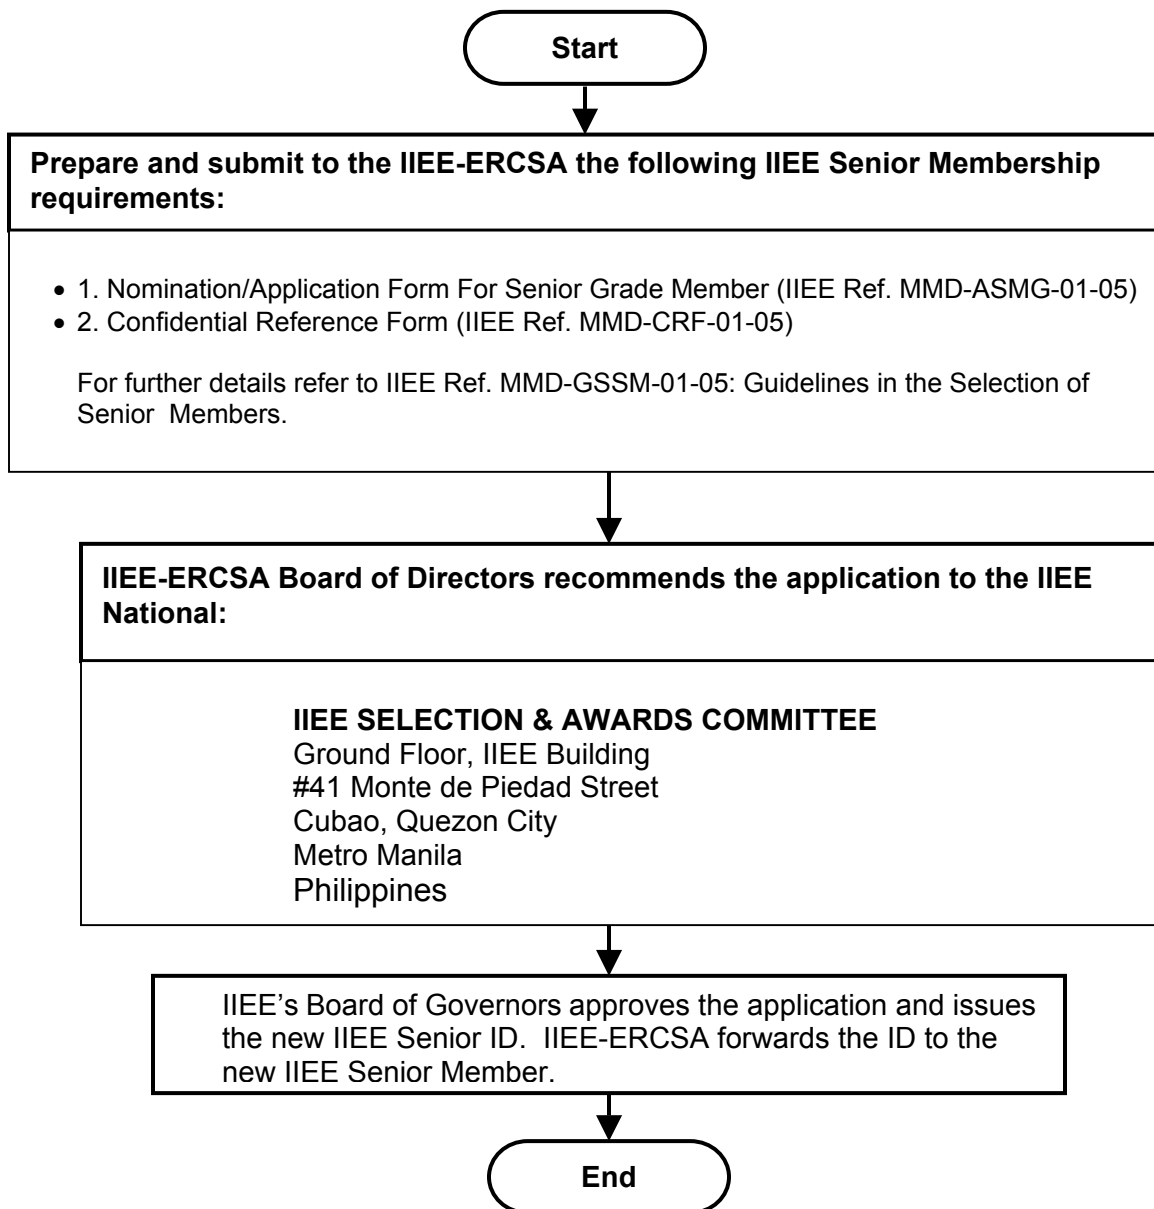 Start
Prepare and submit to the IIEE-ERCSA the following IIEE Senior Membership
requirements:
• 1. Nomination/Application Form For Senior Grade Member (IIEE Ref. MMD-ASMG-01-05)
• 2. Confidential Reference Form (IIEE Ref. MMD-CRF-01-05)
For further details refer to IIEE Ref. MMD-GSSM-01-05: Guidelines in the Selection of
Senior  Members.
IIEE-ERCSA Board of Directors recommends the application to the IIEE
National:
IIEE SELECTION & AWARDS COMMITTEE
Ground Floor, IIEE Building
#41 Monte de Piedad Street
Cubao, Quezon City
Metro Manila
Philippines
IIEE’s Board of Governors approves the application and issues
the new IIEE Senior ID.  IIEE-ERCSA forwards the ID to the
new IIEE Senior Member.
End